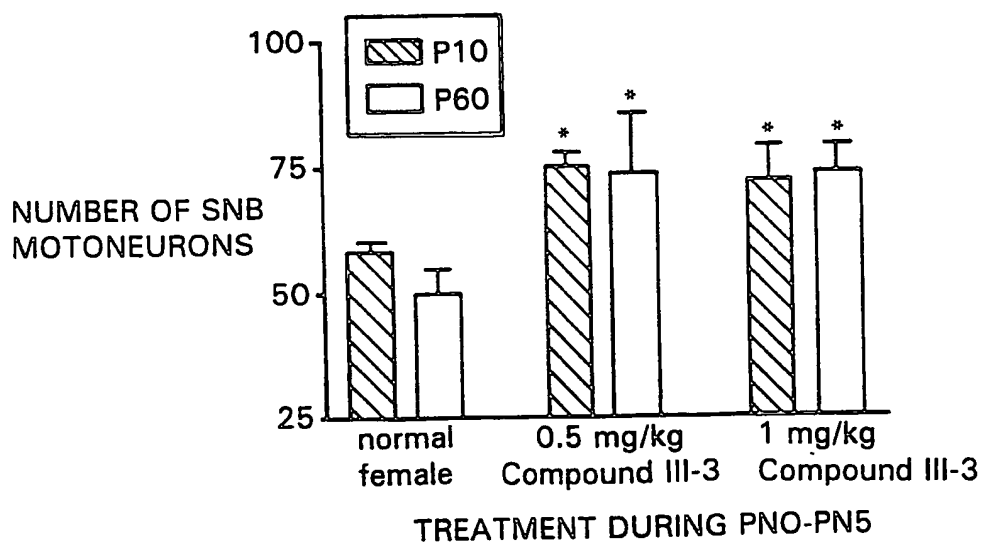 100
P10
P60
*
*
*
*
75
NUMBER OF SNB
MOTONEURONS
50
25
normal
female
0.5 mg/kg
Compound III-3
1 mg/kg
Compound III-3
TREATMENT DURING PNO-PN5